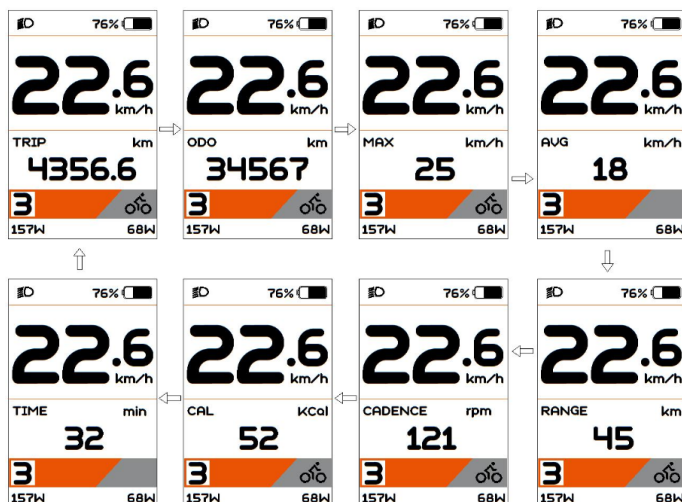 76%
22.6
km/h
TRIP km
4356.6
3
157W 68W
76%
22.6
km/h
ODO km
34567
3
157W 68W
76%
22.6
km/h
MAX km/h
25
3
157W 68W
76%
22.6
km/h
AVG km/h
18
3
157W 68W
76%
22.6
km/h
TIME min
32
3
157W 68W
76%
22.6
km/h
CAL KCal
52
3
157W 68W
76%
22.6
km/h
CADENCE rpm
121
3
157W 68W
76%
22.6
km/h
RANGE km
45
3
157W 68W